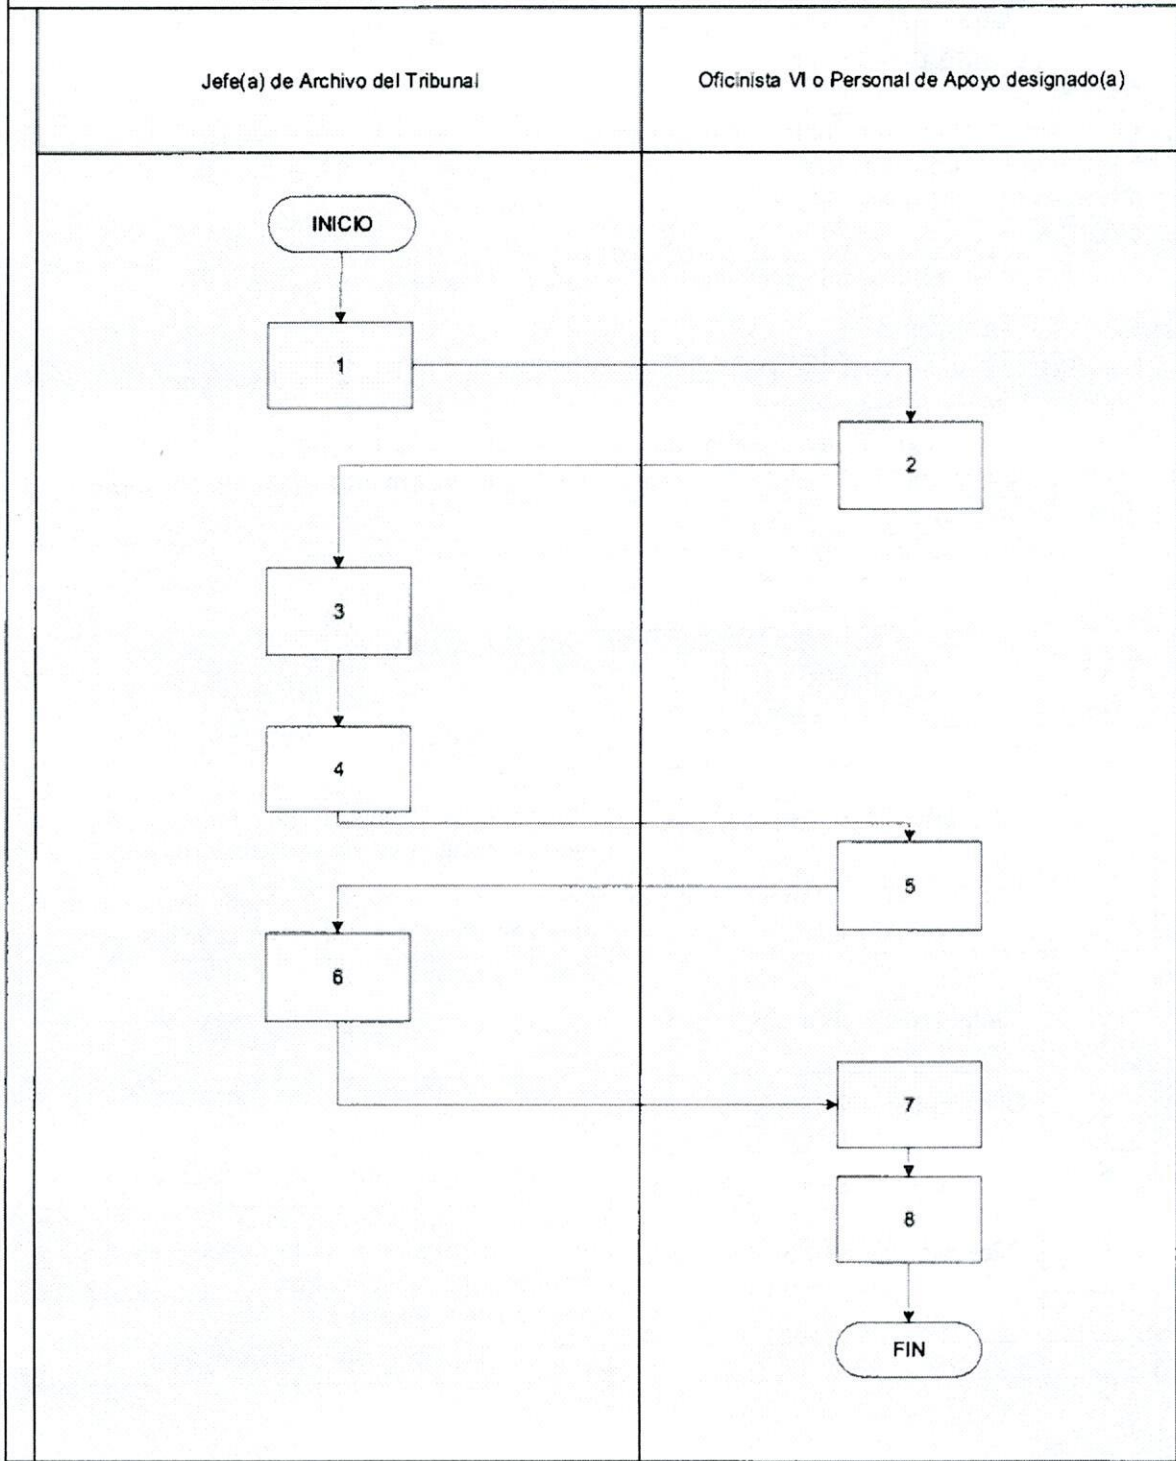 Jefe(a) de Archivo del Tribunal
Oficinista VI o Personal de Apoyo designado(a)
INICIO
1
2
3
4
5
6
7
8
FIN